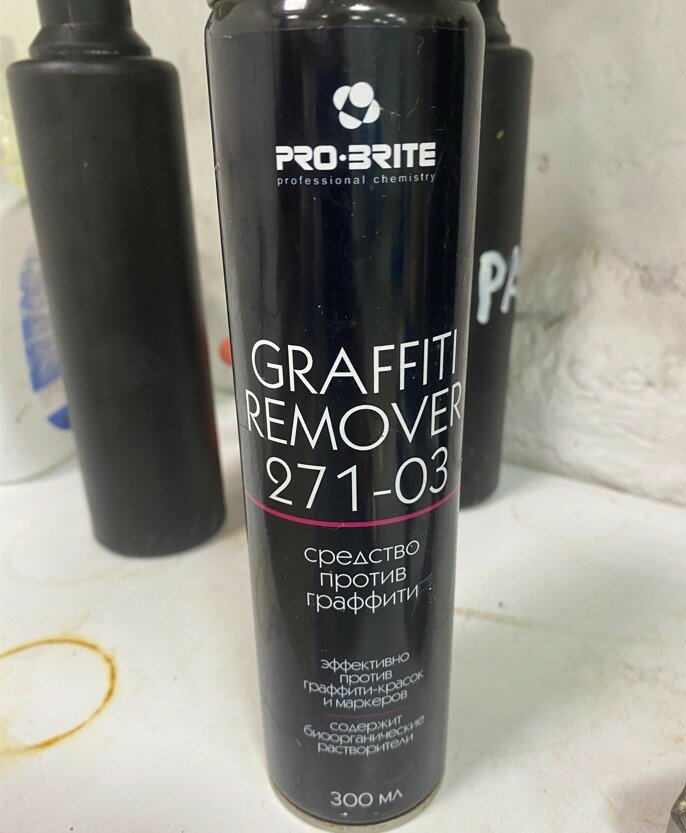 PRO·BRITE
professional chemistry
GRAFFITI
REMOVER
271-03
средство
против
граффити
эффективно
против
граффити-красок
и маркеров
содержит
биоорганические
растворители
300 мл